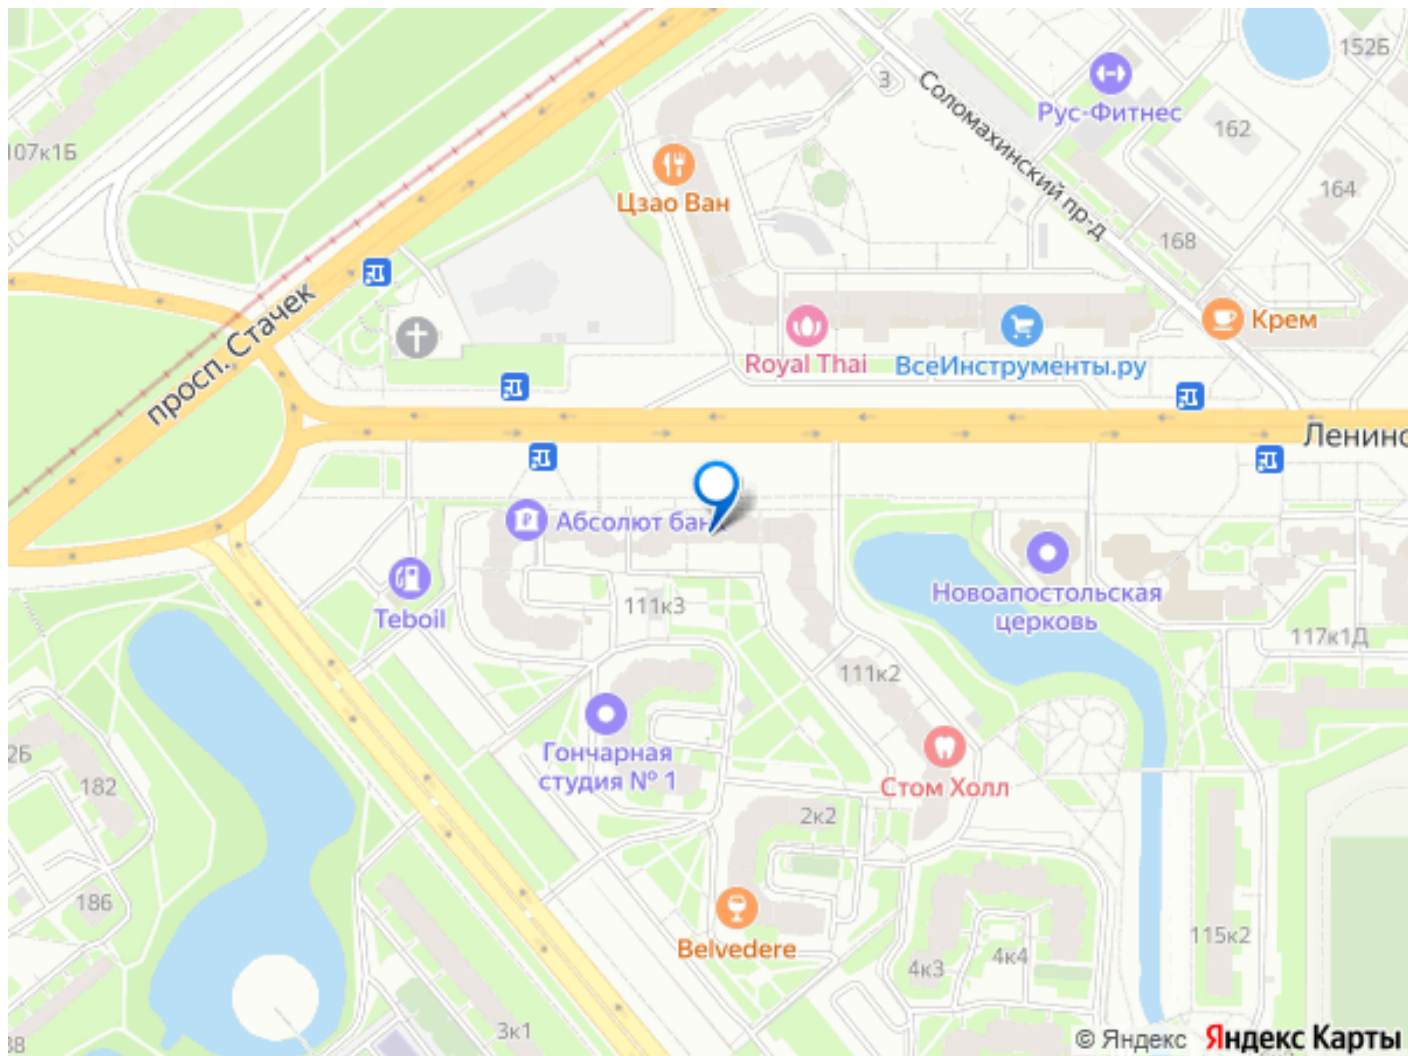 152Б
Рус-Фитнес
3
Соломахинский пр-д
162
107к1Б
164
Цзао Ван
168
просп. Стачек
Крем
Royal Thai
ВсеИнструменты.ру
Ленинс
Абсолют бан
Teboil
111к3
Новоапостольская
церковь
117к1Д
111к2
Гончарная
студия № 1
2Б
182
Стом Холл
2к2
186
Belvedere
115к2
4к3
4к4
3к1
38
© Яндекс Яндекс Карты